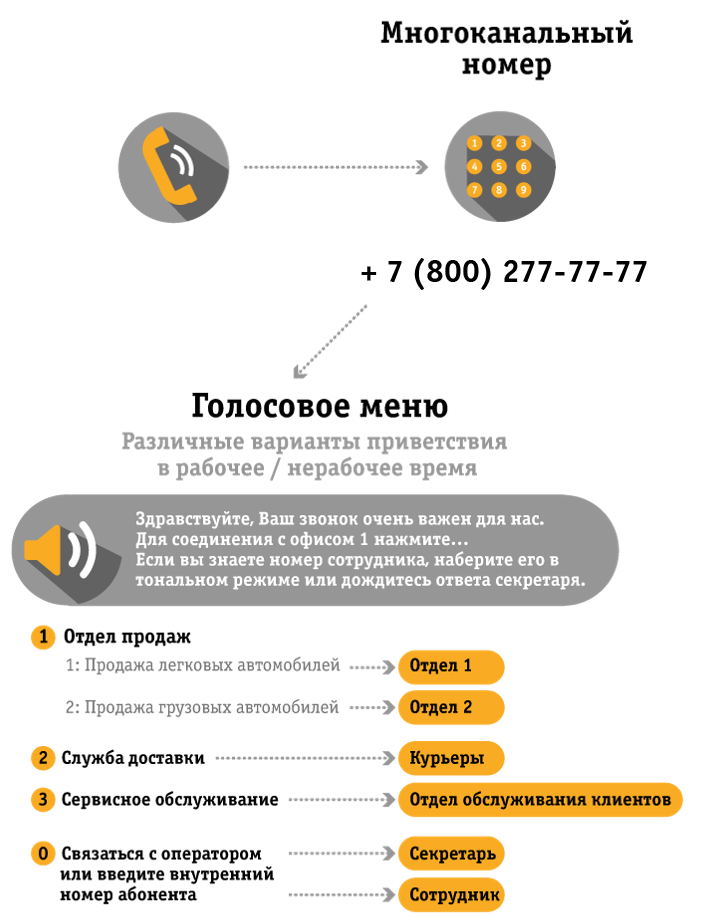 Многоканальный
номер
1 2 3
4 5 6
7 8 9
+ 7 (800) 277-77-77
Голосовое меню
Различные варианты приветствия
в рабочее / нерабочее время
Здравствуйте, Ваш звонок очень важен для нас.
Для соединения с офисом 1 нажмите...
Если вы знаете номер сотрудника, наберите его в
тональном режиме или дождитесь ответа секретаря.
1 Отдел продаж
1: Продажа легковых автомобилей Отдел 1
2: Продажа грузовых автомобилей Отдел 2
2 Служба доставки Курьеры
3 Сервисное обслуживание Отдел обслуживания клиентов
0 Связаться с оператором Секретарь
или введите внутренний
номер абонента Сотрудник